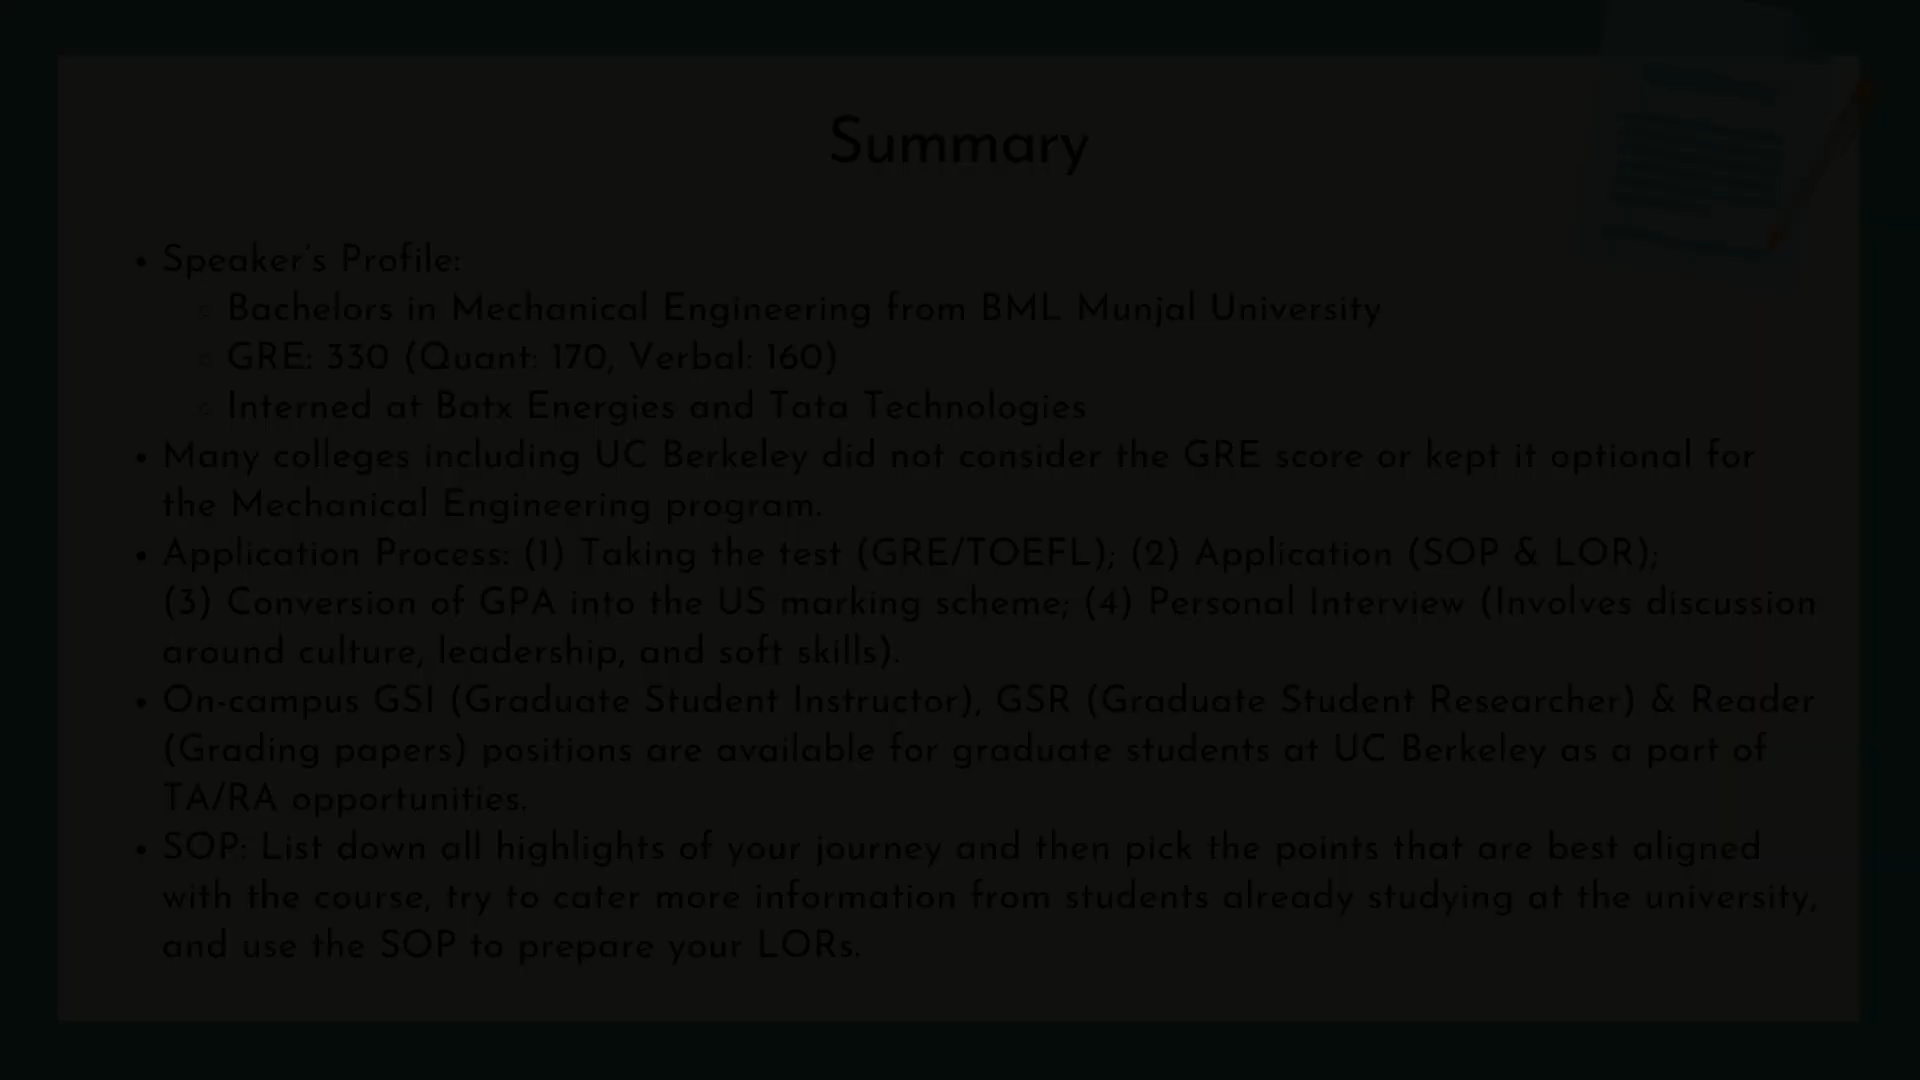 Summary
• Speaker's Profile:
○ Bachelors in Mechanical Engineering from BML Munjal University
○ GRE: 330 (Quant: 170, Verbal: 160)
○ Interned at Batx Energies and Tata Technologies
• Many colleges including UC Berkeley did not consider the GRE score or kept it optional for
the Mechanical Engineering program.
• Application Process: (1) Taking the test (GRE/TOEFL); (2) Application (SOP & LOR);
(3) Conversion of GPA into the US marking scheme; (4) Personal Interview (Involves discussion
around culture, leadership, and soft skills).
• On-campus GSI (Graduate Student Instructor), GSR (Graduate Student Researcher) & Reader
(Grading papers) positions are available for graduate students at UC Berkeley as a part of
TA/RA opportunities.
• SOP: List down all highlights of your journey and then pick the points that are best aligned
with the course, try to cater more information from students already studying at the university,
and use the SOP to prepare your LORs.